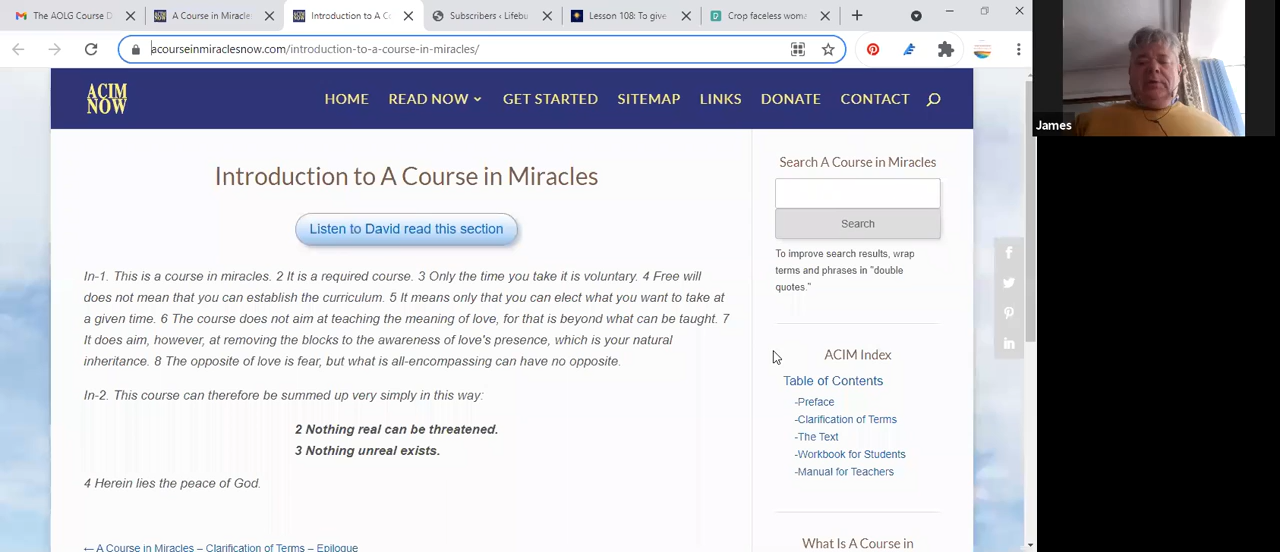 The AOLG Course D
A Course in Miracle:
Introduction to A Co
Subscribers ‹ Lifebu
Lesson 108: To give
Crop faceless woma
acourseinmiraclesnow.com/introduction-to-a-course-in-miracles/
ACIM
NOW
HOME READ NOW GET STARTED SITEMAP LINKS DONATE CONTACT
James
Introduction to A Course in Miracles
Listen to David read this section
In-1. This is a course in miracles. 2 It is a required course. 3 Only the time you take it is voluntary. 4 Free will
does not mean that you can establish the curriculum. 5 It means only that you can elect what you want to take at
a given time. 6 The course does not aim at teaching the meaning of love, for that is beyond what can be taught. 7
It does aim, however, at removing the blocks to the awareness of love's presence, which is your natural
inheritance. 8 The opposite of love is fear, but what is all-encompassing can have no opposite.
In-2. This course can therefore be summed up very simply in this way:
2 Nothing real can be threatened.
3 Nothing unreal exists.
4 Herein lies the peace of God.
← A Course in Miracles – Clarification of Terms – Epilogue
Search A Course in Miracles
Search
To improve search results, wrap
terms and phrases in "double
quotes."
ACIM Index
Table of Contents
-Preface
-Clarification of Terms
-The Text
-Workbook for Students
-Manual for Teachers
What Is A Course in